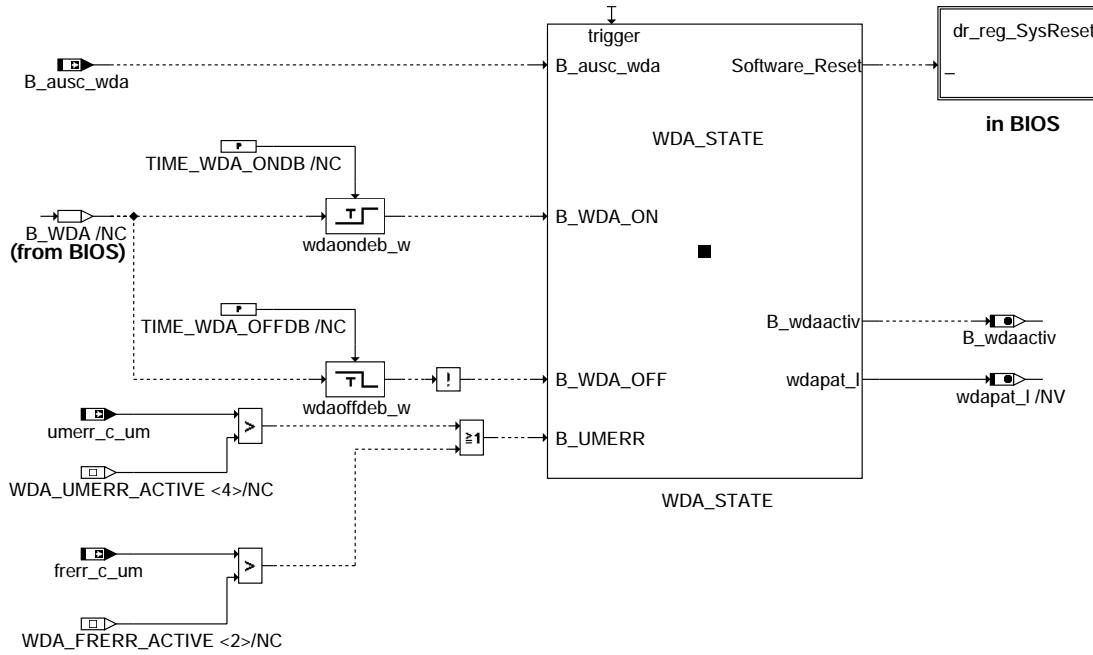 trigger
dr_reg_SysReset
B_ausc_wda
B_ausc_wda
Software_Reset
_
in BIOS
WDA_STATE
P
TIME_WDA_ONDB /NC
T
B_WDA /NC
(from BIOS)
wdaondeb_w
B_WDA_ON
P
TIME_WDA_OFFDB /NC
T
wdaoffdeb_w
!
B_WDA_OFF
B_wdaactiv
B_wdaactiv
wdapat_l
wdapat_l /NV
umerr_c_um
>
≧1
B_UMERR
WDA_UMERR_ACTIVE <4>/NC
WDA_STATE
frerr_c_um
>
WDA_FRERR_ACTIVE <2>/NC